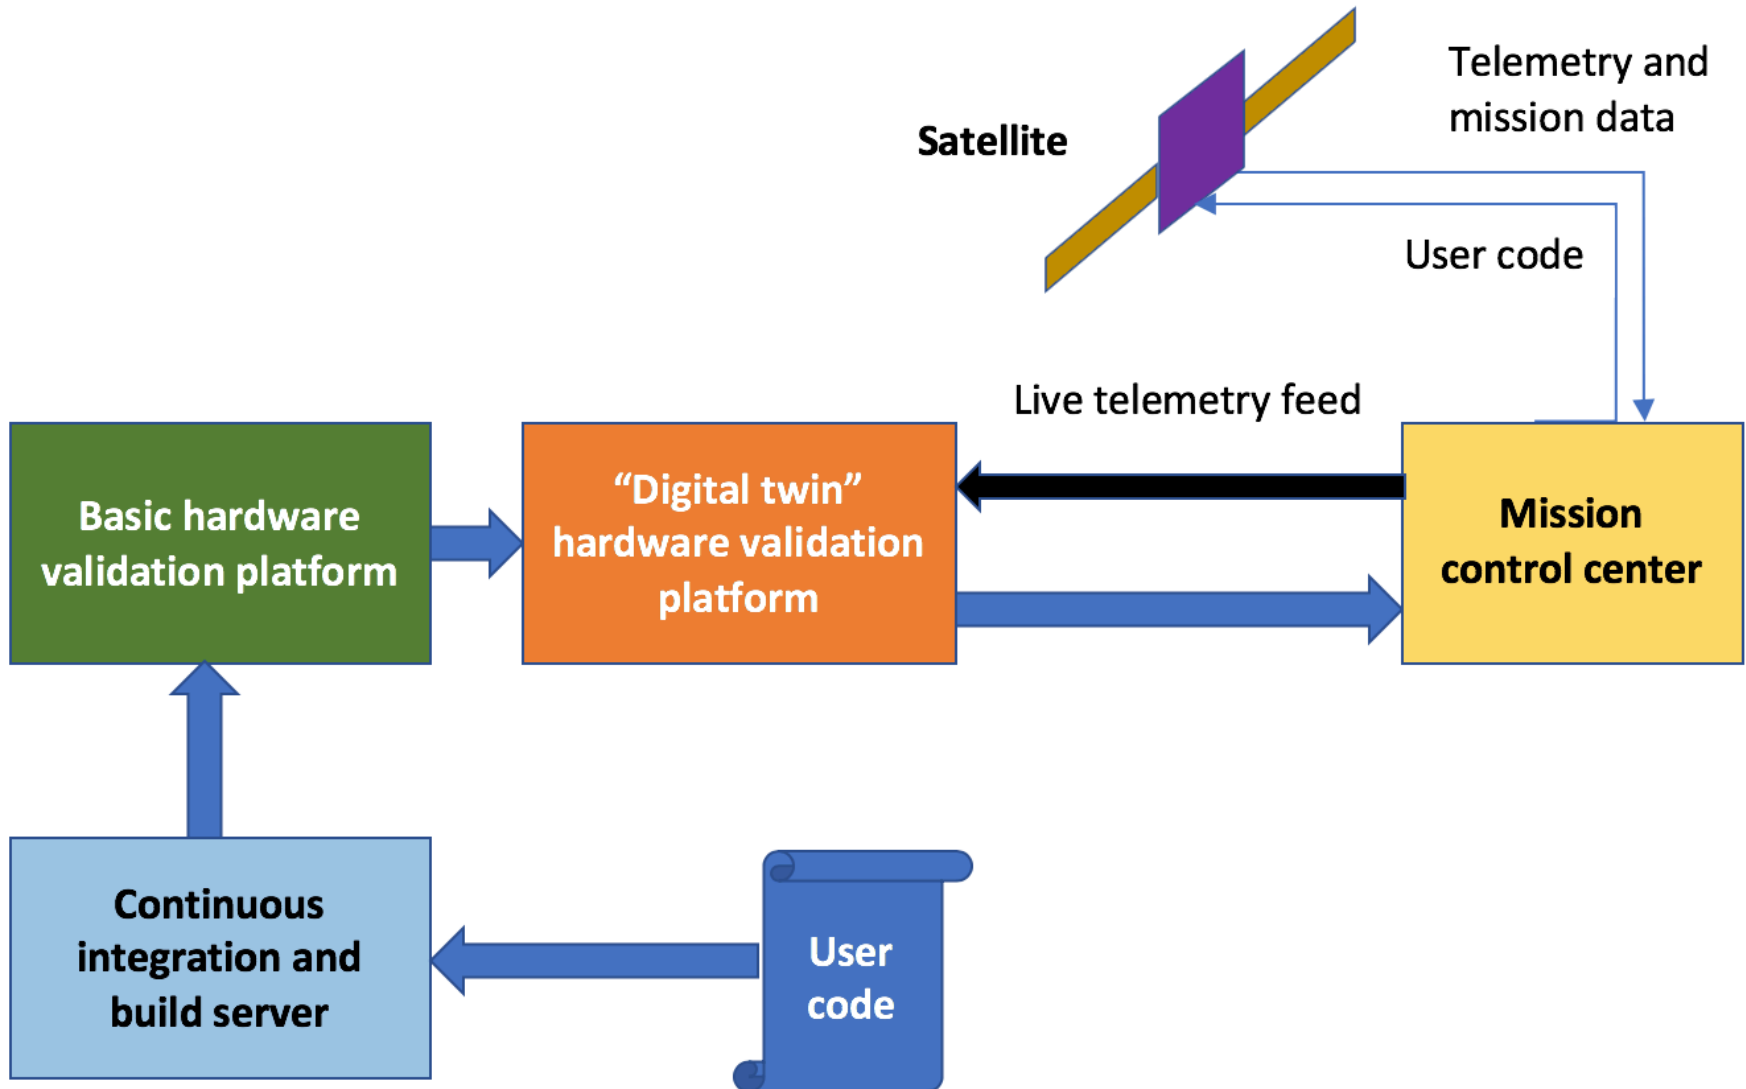 Telemetry and
mission data
Satellite
User code
Live telemetry feed
Basic hardware
validation platform
“Digital twin”
hardware validation
platform
Mission
control center
Continuous
integration and
build server
User
code